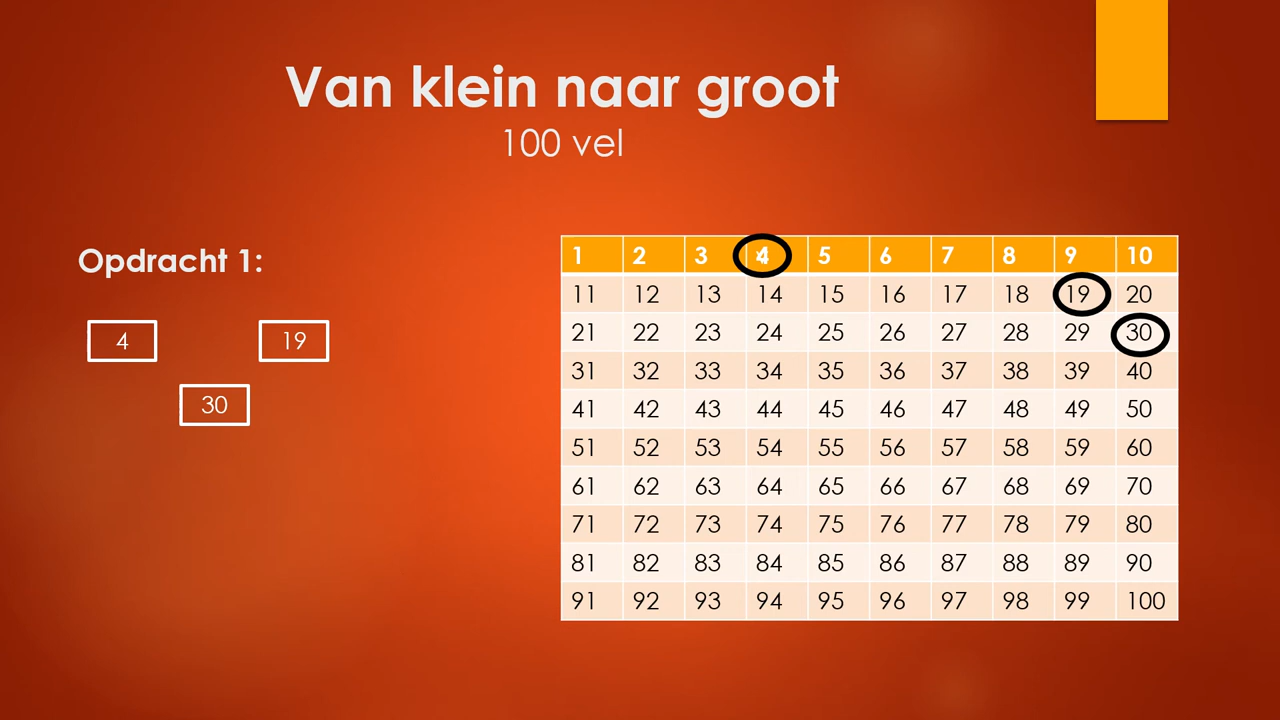 Van klein naar groot
100 vel
Opdracht 1:
4 19
30
1 2 3 4 5 6 7 8 9 10
11 12 13 14 15 16 17 18 19 20
21 22 23 24 25 26 27 28 29 30
31 32 33 34 35 36 37 38 39 40
41 42 43 44 45 46 47 48 49 50
51 52 53 54 55 56 57 58 59 60
61 62 63 64 65 66 67 68 69 70
71 72 73 74 75 76 77 78 79 80
81 82 83 84 85 86 87 88 89 90
91 92 93 94 95 96 97 98 99 100